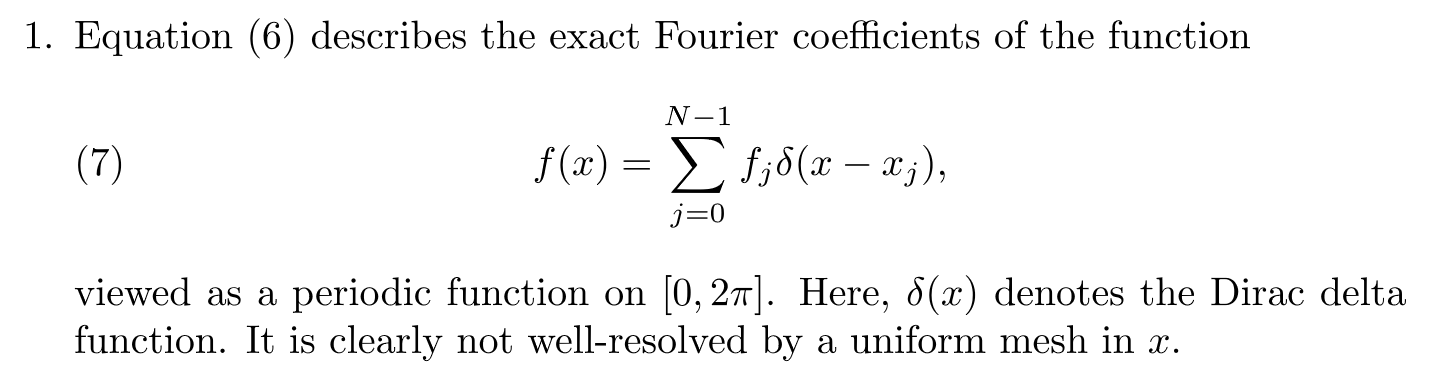 1. Equation (6) describes the exact Fourier coefficients of the function
(7) f(x) = \sum_{j=0}^{N-1} f_j δ(x − x_j),
viewed as a periodic function on [0, 2π]. Here, δ(x) denotes the Dirac delta
function. It is clearly not well-resolved by a uniform mesh in x.